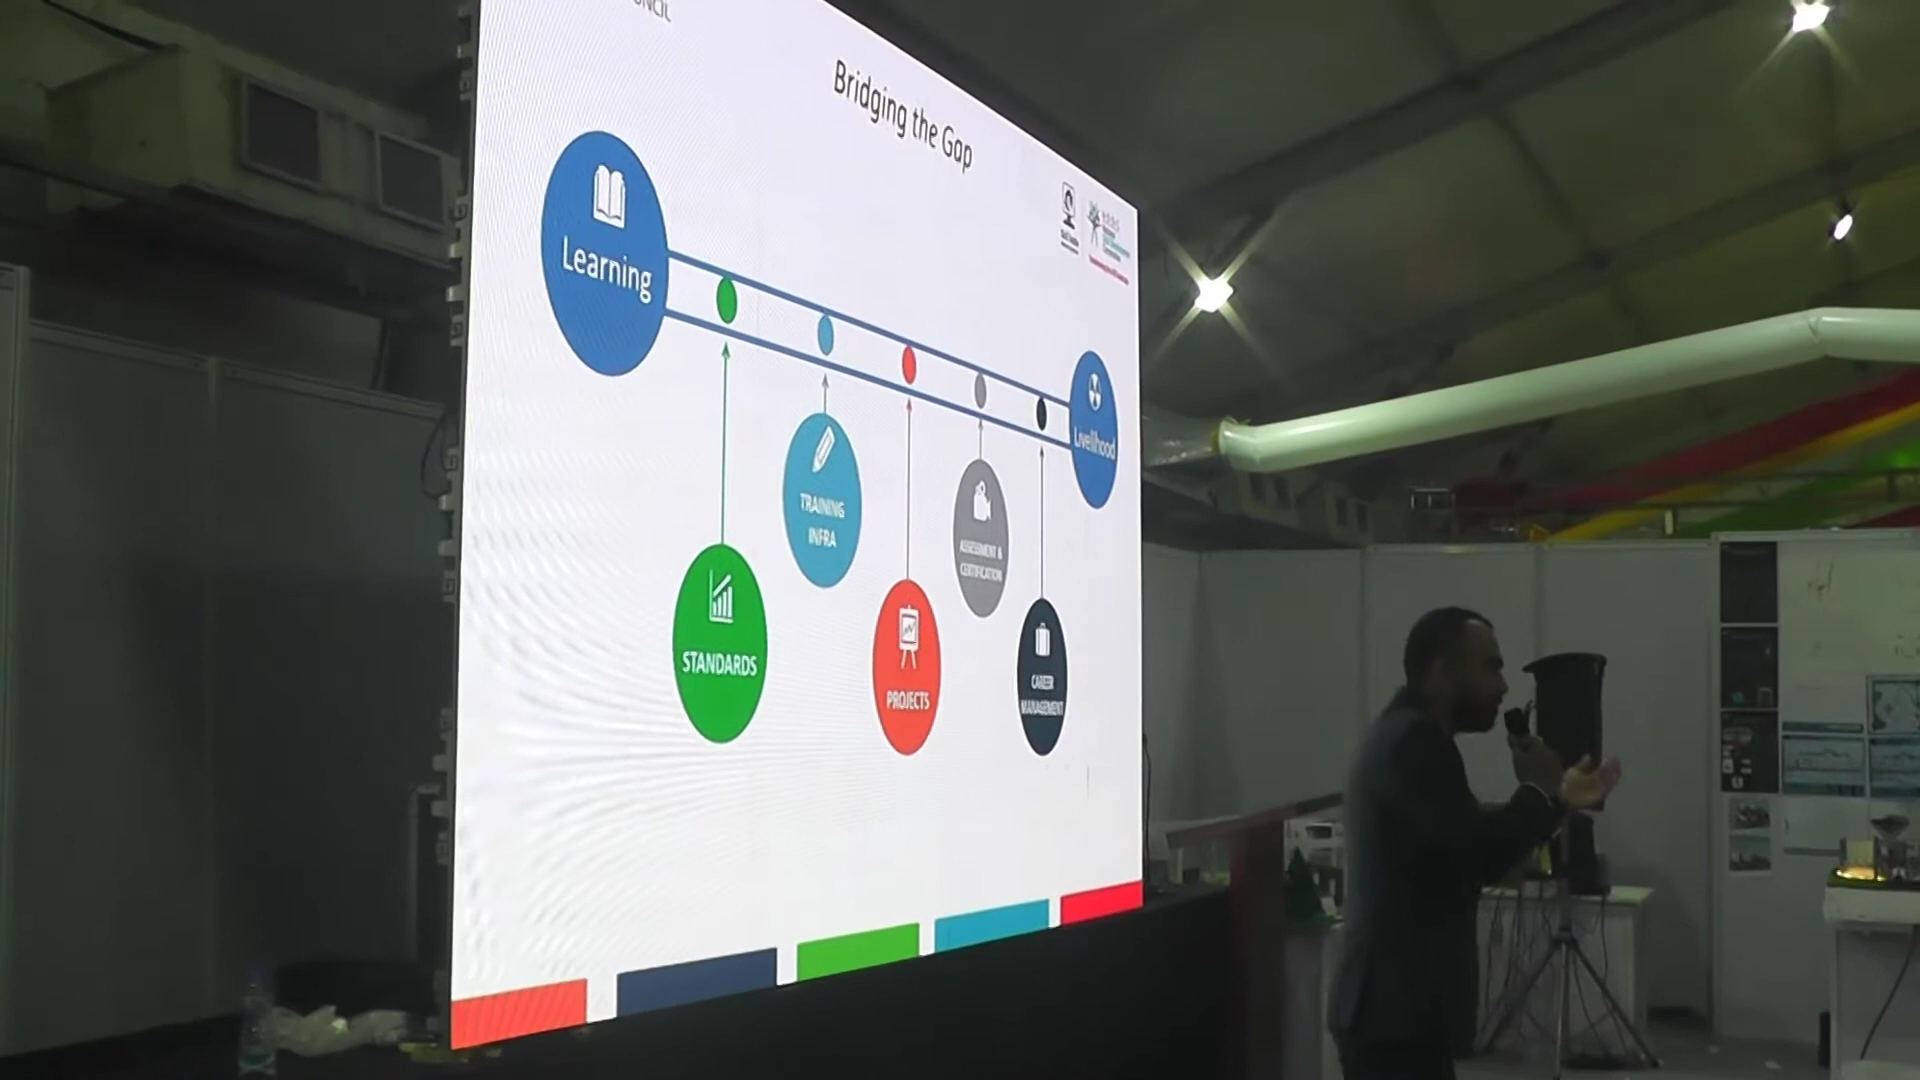 Bridging the Gap
Learning
Livelihood
TRAINING
INFRA
ASSESSMENT &
CERTIFICATION
STANDARDS
PROJECTS
CAREER
MANAGEMENT